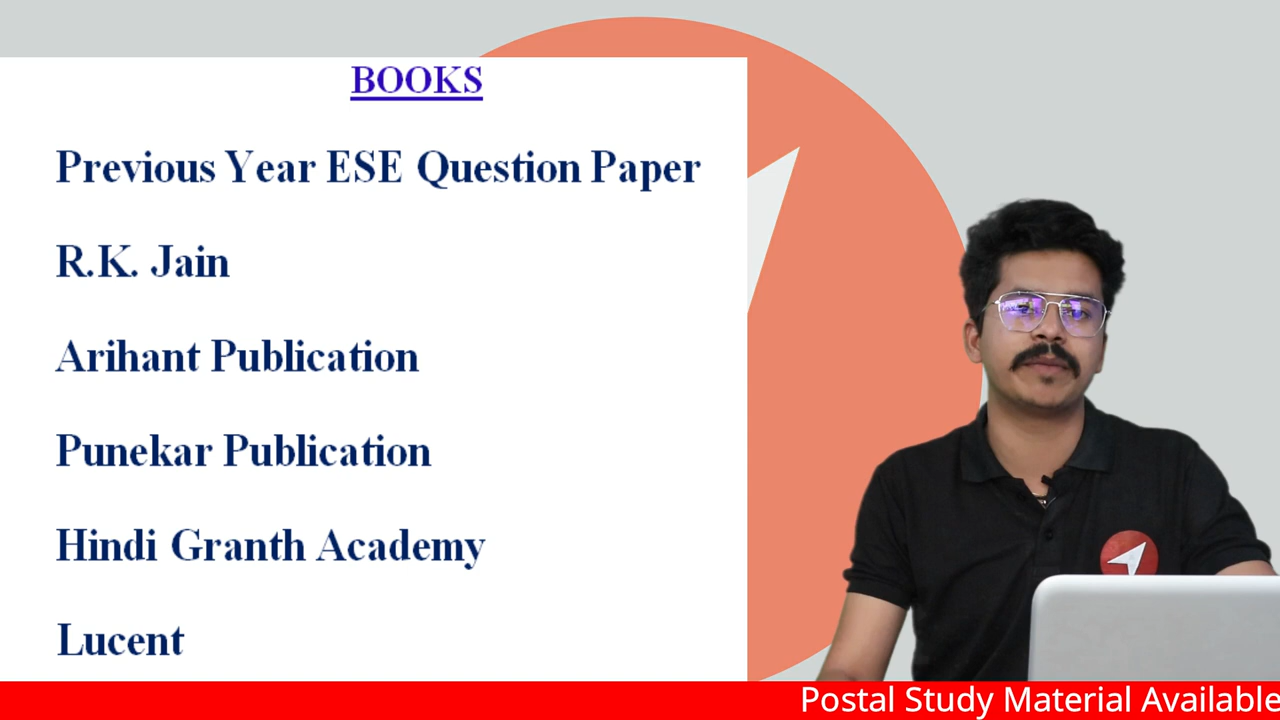 BOOKS
Previous Year ESE Question Paper
R.K. Jain
Arihant Publication
Punekar Publication
Hindi Granth Academy
Lucent
Postal Study Material Available